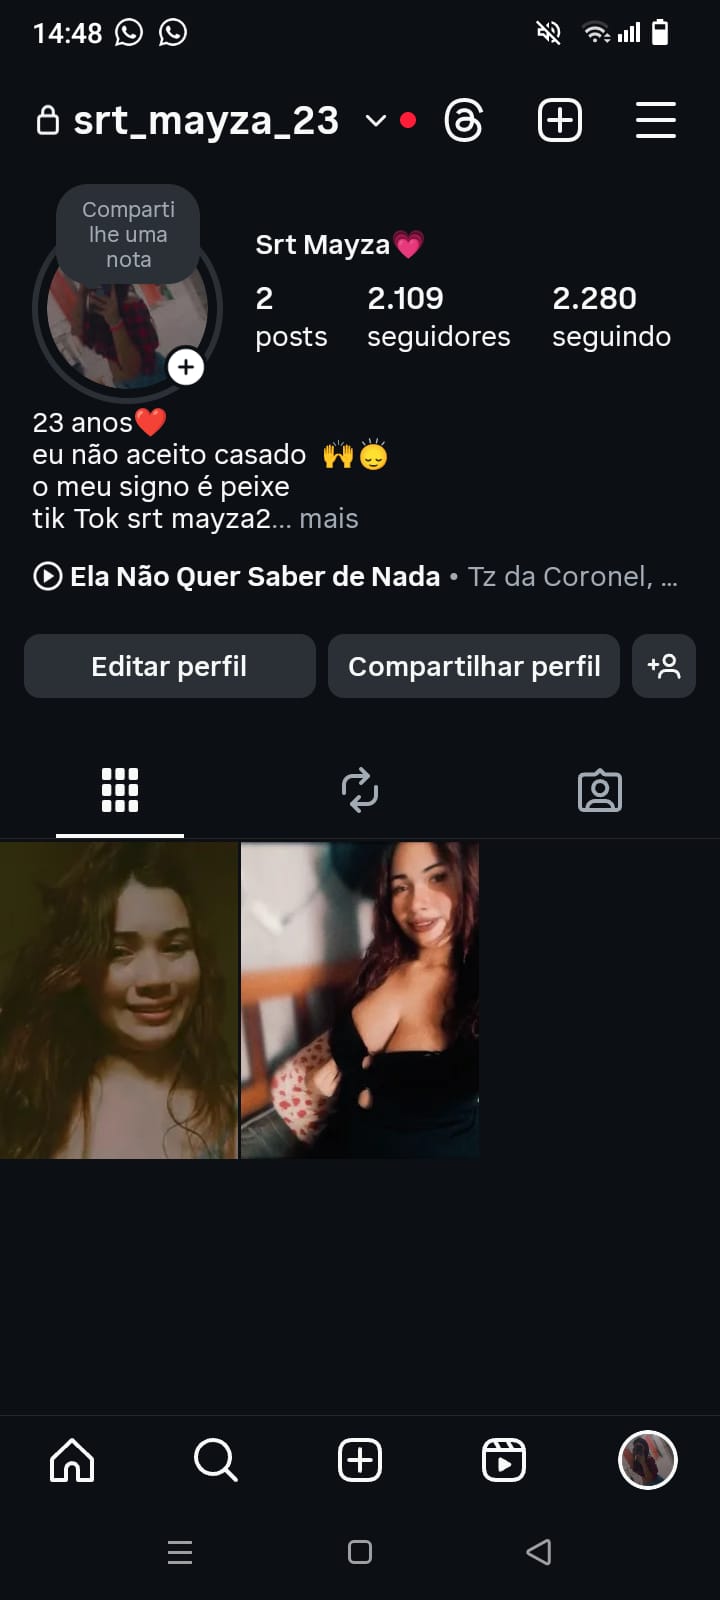 14:48
srt_mayza_23
Comparti
lhe uma
nota
Srt Mayza💗
2 2.109 2.280
posts seguidores seguindo
23 anos❤️
eu não aceito casado 🙌😔
o meu signo é peixe
tik Tok srt mayza2... mais
Ela Não Quer Saber de Nada • Tz da Coronel, ...
Editar perfil Compartilhar perfil